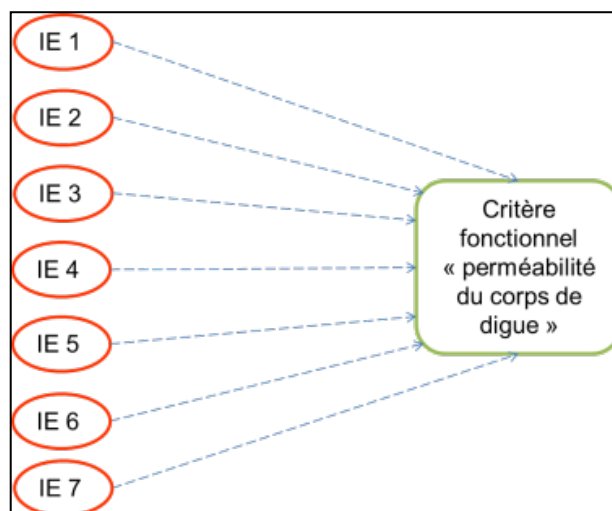 IE 1
IE 2
IE 3
IE 4
IE 5
IE 6
IE 7
Critère
fonctionnel
« perméabilité
du corps de
digue »